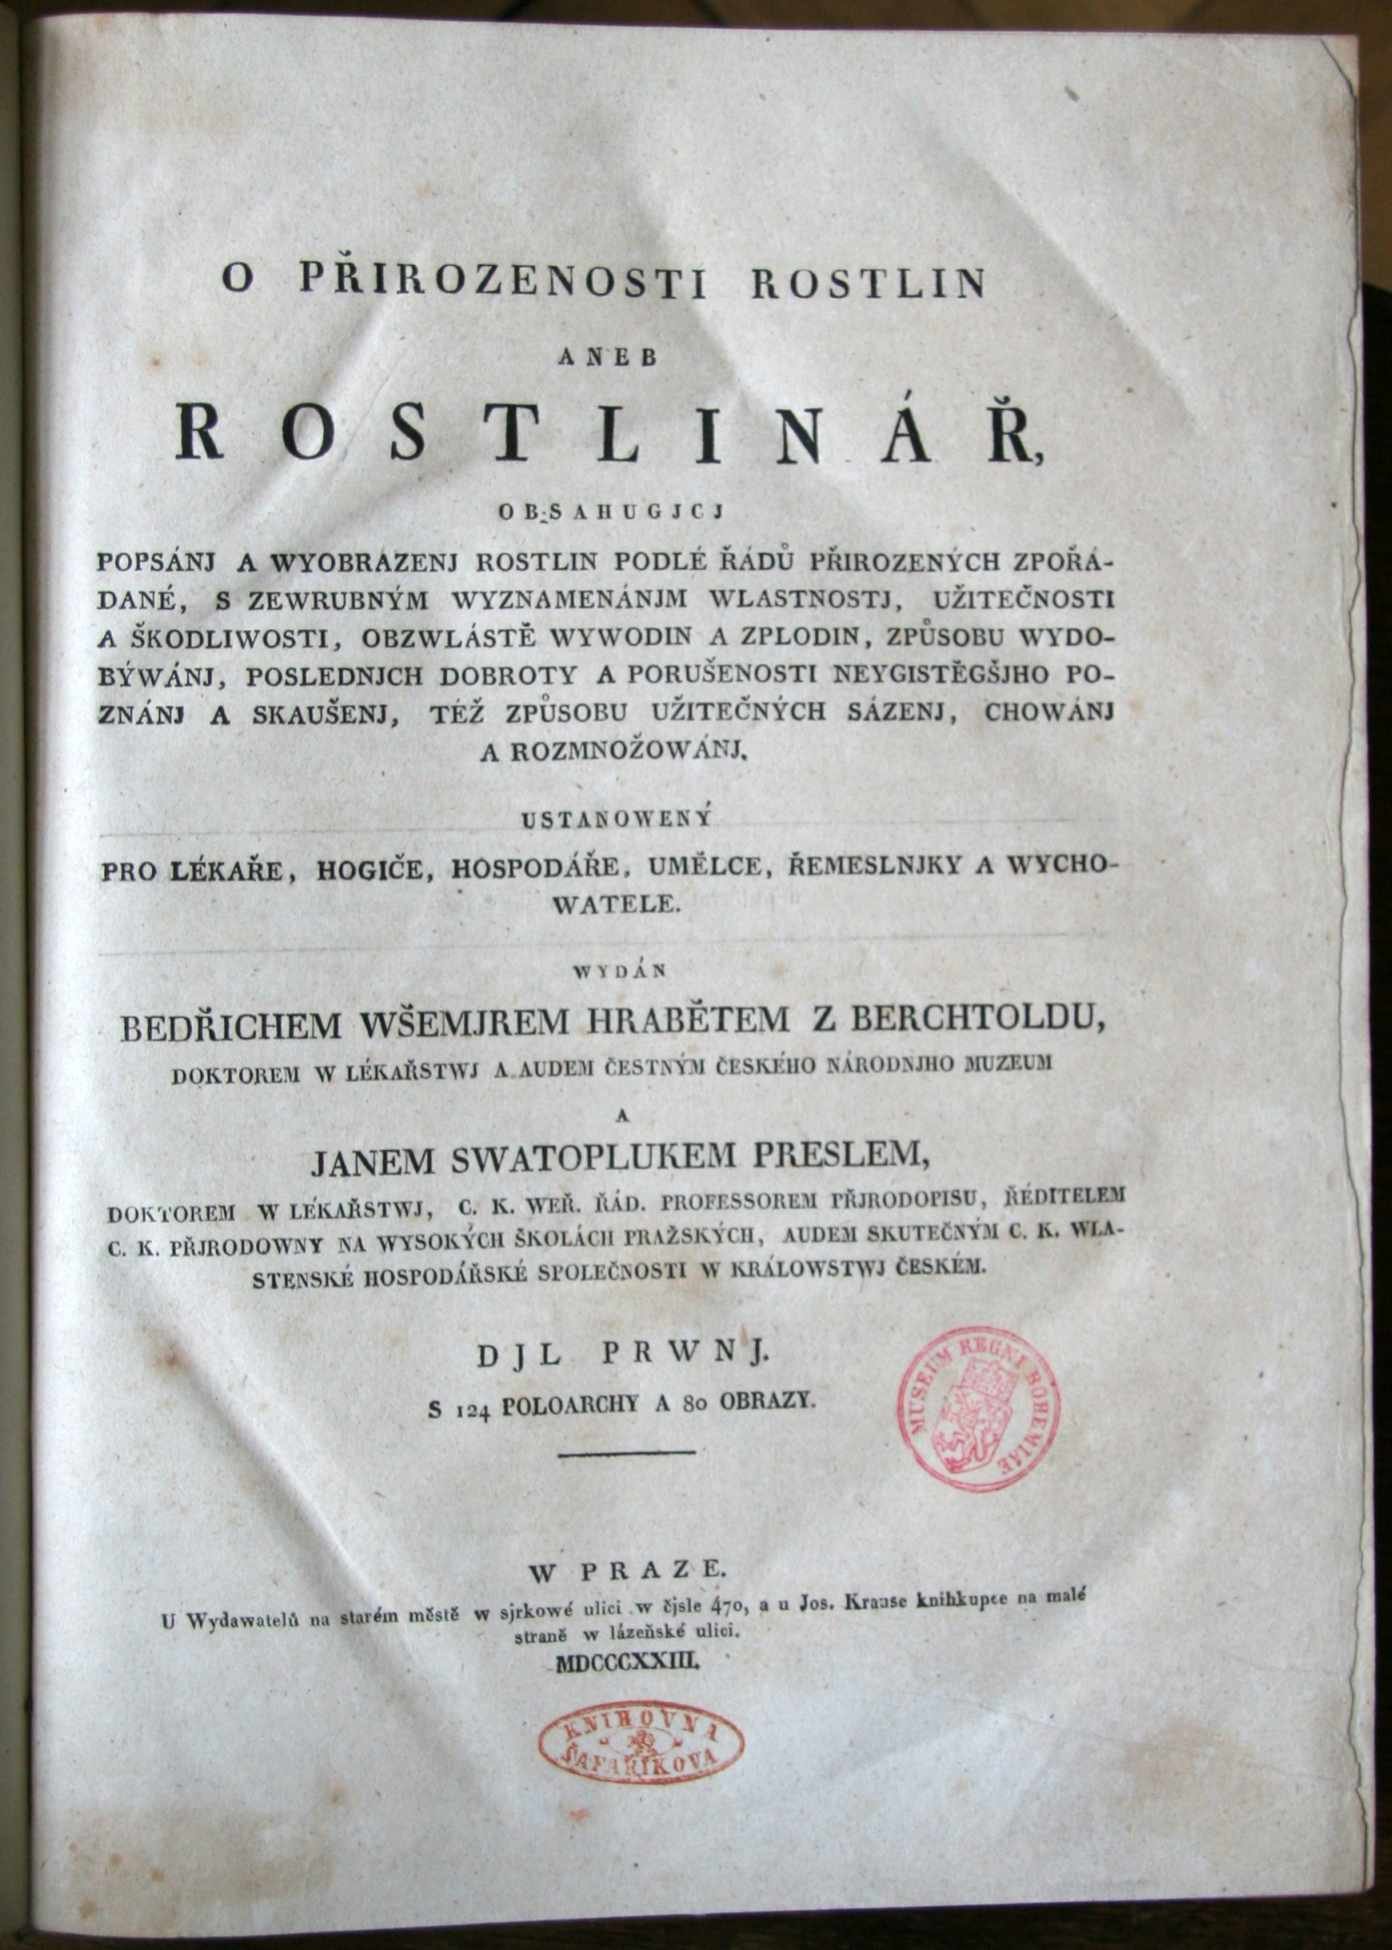 O PŘIROZENOSTI ROSTLIN
ANEB
ROSTLINÁŘ,
OBSAHUGJCJ
POPSÁNJ A WYOBRAZENJ ROSTLIN PODLÉ ŘÁDŮ PŘIROZENÝCH ZPOŘÁ-
DANÉ, S ZEWRUBNÝM WYZNAMENÁNJM WLASTNOSTJ, UŽITEČNOSTI
A ŠKODLIWOSTI, OBZWLÁSTĚ WYWODIN A ZPLODIN, ZPŮSOBU WYDO-
BÝWÁNJ, POSLEDNJCH DOBROTY A PORUŠENOSTI NEYGISTĚGŠJHO PO-
ZNÁNJ A SKAUŠENJ, TÉŽ ZPŮSOBU UŽITEČNÝCH SÁZENJ, CHOWÁNJ
A ROZMNOŽOWÁNJ.
USTANOWENÝ
PRO LÉKAŘE, HOGIČE, HOSPODÁŘE, UMĚLCE, ŘEMESLNJKY A WYCHO-
WATELE.
WYDÁN
BEDŘICHEM WŠEMJREM HRABĚTEM Z BERCHTOLDU,
DOKTOREM W LÉKAŘSTWJ A AUDEM ČESTNÝM ČESKÉHO NÁRODNJHO MUZEUM
A
JANEM SWATOPLUKEM PRESLEM,
DOKTOREM W LÉKAŘSTWJ, C. K. WEŘ. ŘÁD. PROFESSOREM PŘJRODOPISU, ŘÉDITELEM
C. K. PŘJRODOWNY NA WYSOKÝCH ŠKOLÁCH PRAŽSKÝCH, AUDEM SKUTEČNÝM C. K. WLA-
STENSKÉ HOSPODÁŘSKÉ SPOLEČNOSTI W KRÁLOWSTWJ ČESKÉM.
DJL PRWNJ.
S 124 POLOARCHY A 80 OBRAZY.
MUSEUM REGNI BOHEMIAE
W PRAZE.
U Wydawatelů na starém městě w sjrkowé ulici w čjsle 470, a u Jos. Krause knihkupce na malé
straně w lázeňské ulici.
MDCCCXXIII.
KNIHOVNA
ŠAFAŘÍKOVA